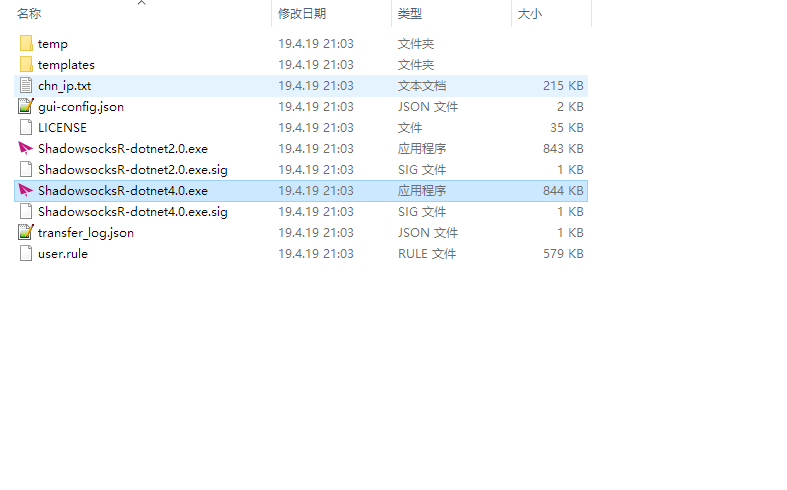 名称 修改日期 类型 大小
temp 19.4.19 21:03 文件夹
templates 19.4.19 21:03 文件夹
chn_ip.txt 19.4.19 21:03 文本文档 215 KB
gui-config.json 19.4.19 21:03 JSON 文件 2 KB
LICENSE 19.4.19 21:03 文件 35 KB
ShadowsocksR-dotnet2.0.exe 19.4.19 21:03 应用程序 843 KB
ShadowsocksR-dotnet2.0.exe.sig 19.4.19 21:03 SIG 文件 1 KB
ShadowsocksR-dotnet4.0.exe 19.4.19 21:03 应用程序 844 KB
ShadowsocksR-dotnet4.0.exe.sig 19.4.19 21:03 SIG 文件 1 KB
transfer_log.json 19.4.19 21:03 JSON 文件 1 KB
user.rule 19.4.19 21:03 RULE 文件 579 KB